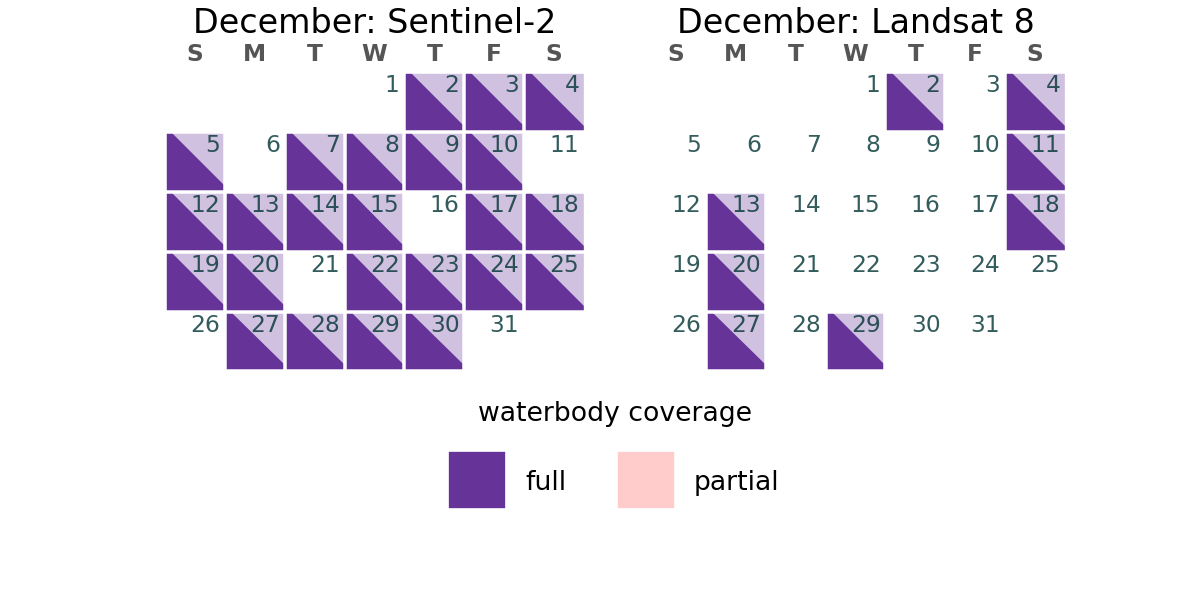 December: Sentinel-2
S M T W T F S
1 2 3 4
5 6 7 8 9 10 11
12 13 14 15 16 17 18
19 20 21 22 23 24 25
26 27 28 29 30 31
December: Landsat 8
S M T W T F S
1 2 3 4
5 6 7 8 9 10 11
12 13 14 15 16 17 18
19 20 21 22 23 24 25
26 27 28 29 30 31
waterbody coverage
full partial